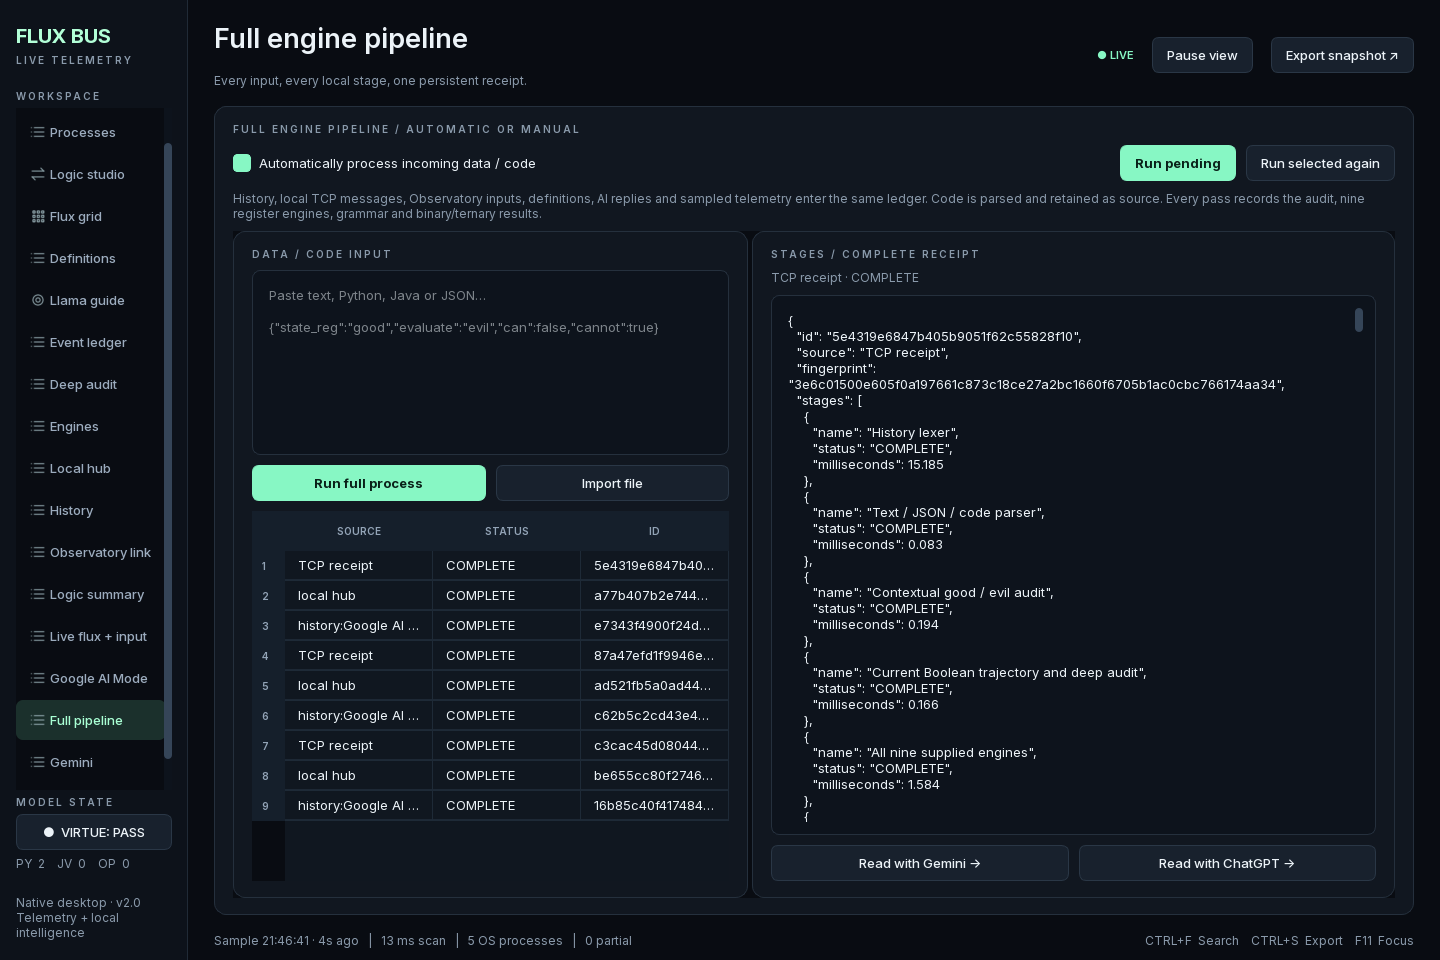 FLUX BUS
LIVE TELEMETRY
WORKSPACE
Processes
Logic studio
Flux grid
Definitions
Llama guide
Event ledger
Deep audit
Engines
Local hub
History
Observatory link
Logic summary
Live flux + input
Google AI Mode
Full pipeline
Gemini
MODEL STATE
VIRTUE: PASS
PY 2 JV 0 OP 0
Native desktop · v2.0
Telemetry + local
intelligence
Full engine pipeline
Every input, every local stage, one persistent receipt.
LIVE
Pause view
Export snapshot ↗
FULL ENGINE PIPELINE / AUTOMATIC OR MANUAL
Automatically process incoming data / code
Run pending
Run selected again
History, local TCP messages, Observatory inputs, definitions, AI replies and sampled telemetry enter the same ledger. Code is parsed and retained as source. Every pass records the audit, nine
register engines, grammar and binary/ternary results.
DATA / CODE INPUT
Paste text, Python, Java or JSON…
{"state_reg":"good","evaluate":"evil","can":false,"cannot":true}
Run full process
Import file
SOURCE STATUS ID
1 TCP receipt COMPLETE 5e4319e6847b40…
2 local hub COMPLETE a77b407b2e744…
3 history:Google AI … COMPLETE e7343f4900f24d…
4 TCP receipt COMPLETE 87a47efd1f9946e…
5 local hub COMPLETE ad521fb5a0ad44…
6 history:Google AI … COMPLETE c62b5c2cd43e4…
7 TCP receipt COMPLETE c3cac45d08044…
8 local hub COMPLETE be655cc80f2746…
9 history:Google AI … COMPLETE 16b85c40f417484…
STAGES / COMPLETE RECEIPT
TCP receipt · COMPLETE
{
"id": "5e4319e6847b405b9051f62c55828f10",
"source": "TCP receipt",
"fingerprint":
"3e6c01500e605f0a197661c873c18ce27a2bc1660f6705b1ac0cbc766174aa34",
"stages": [
{
"name": "History lexer",
"status": "COMPLETE",
"milliseconds": 15.185
},
{
"name": "Text / JSON / code parser",
"status": "COMPLETE",
"milliseconds": 0.083
},
{
"name": "Contextual good / evil audit",
"status": "COMPLETE",
"milliseconds": 0.194
},
{
"name": "Current Boolean trajectory and deep audit",
"status": "COMPLETE",
"milliseconds": 0.166
},
{
"name": "All nine supplied engines",
"status": "COMPLETE",
"milliseconds": 1.584
},
{
Read with Gemini →
Read with ChatGPT →
Sample 21:46:41 · 4s ago | 13 ms scan | 5 OS processes | 0 partial
CTRL+F Search CTRL+S Export F11 Focus